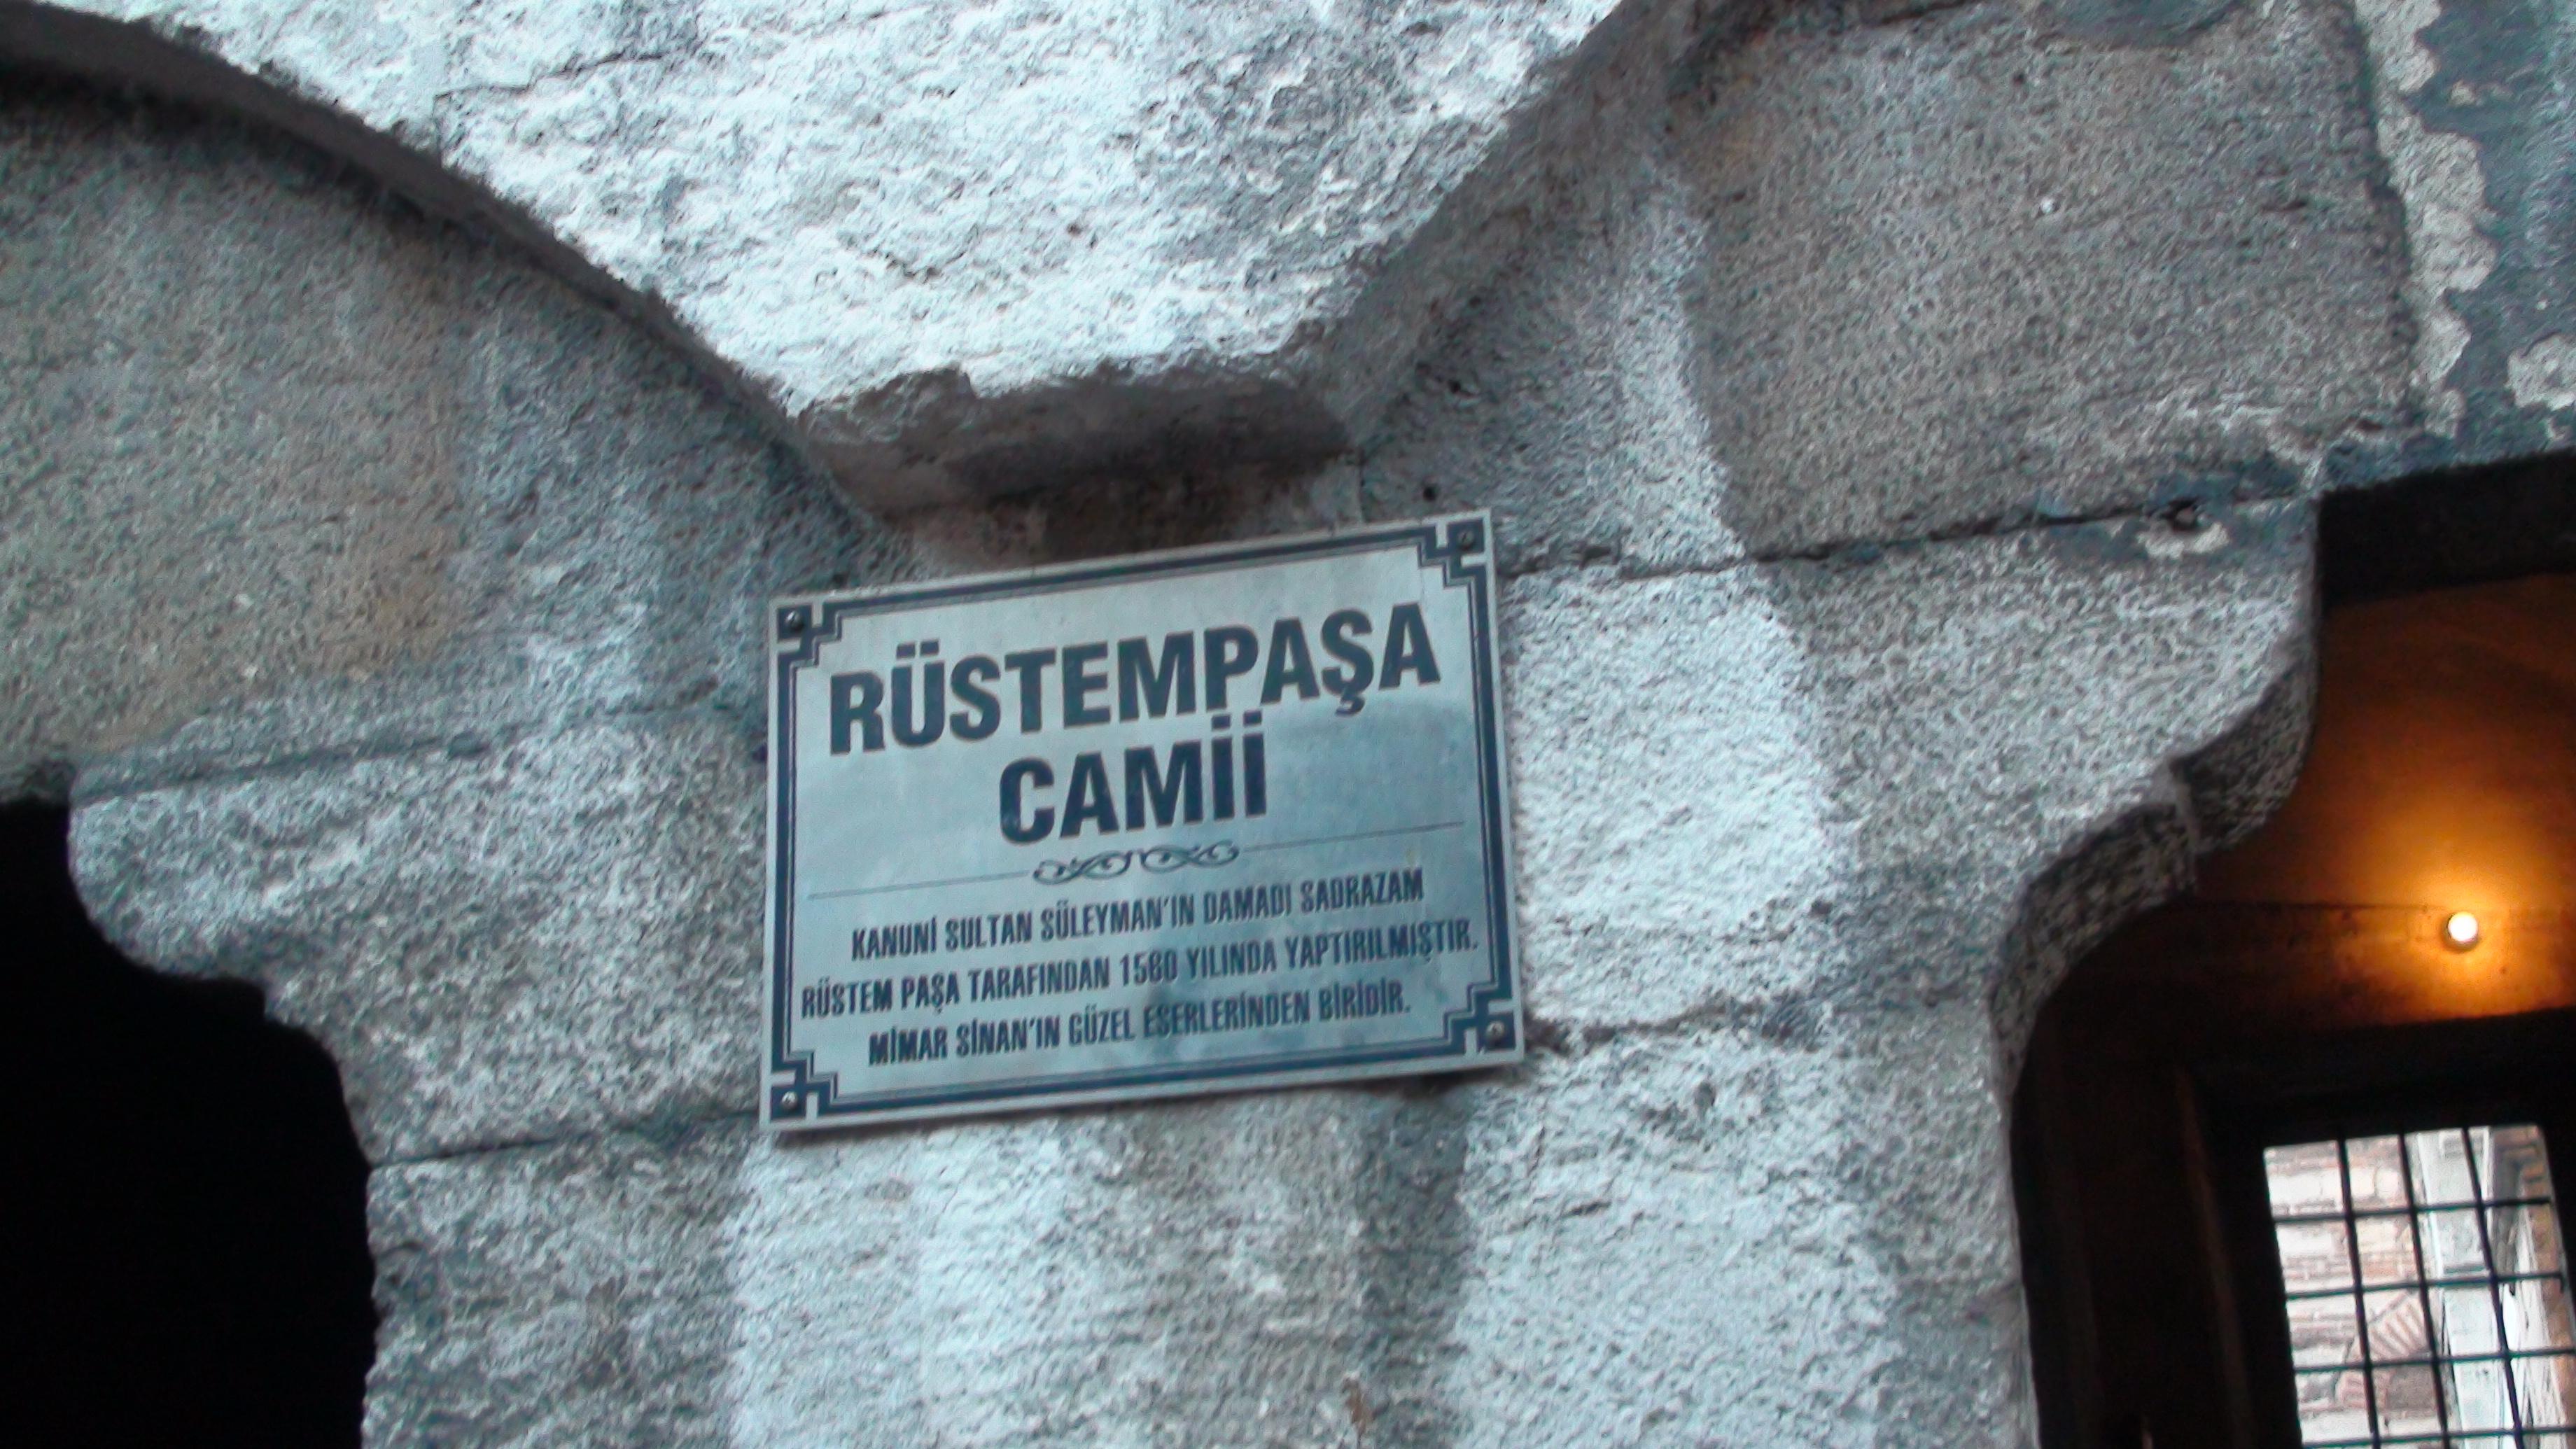 RÜSTEMPAŞA
CAMİİ
KANUNİ SULTAN SÜLEYMAN'IN DAMADI SADRAZAM
RÜSTEM PAŞA TARAFINDAN 1560 YILINDA YAPTIRILMIŞTIR.
MİMAR SİNAN'IN GÜZEL ESERLERİNDEN BİRİDİR.